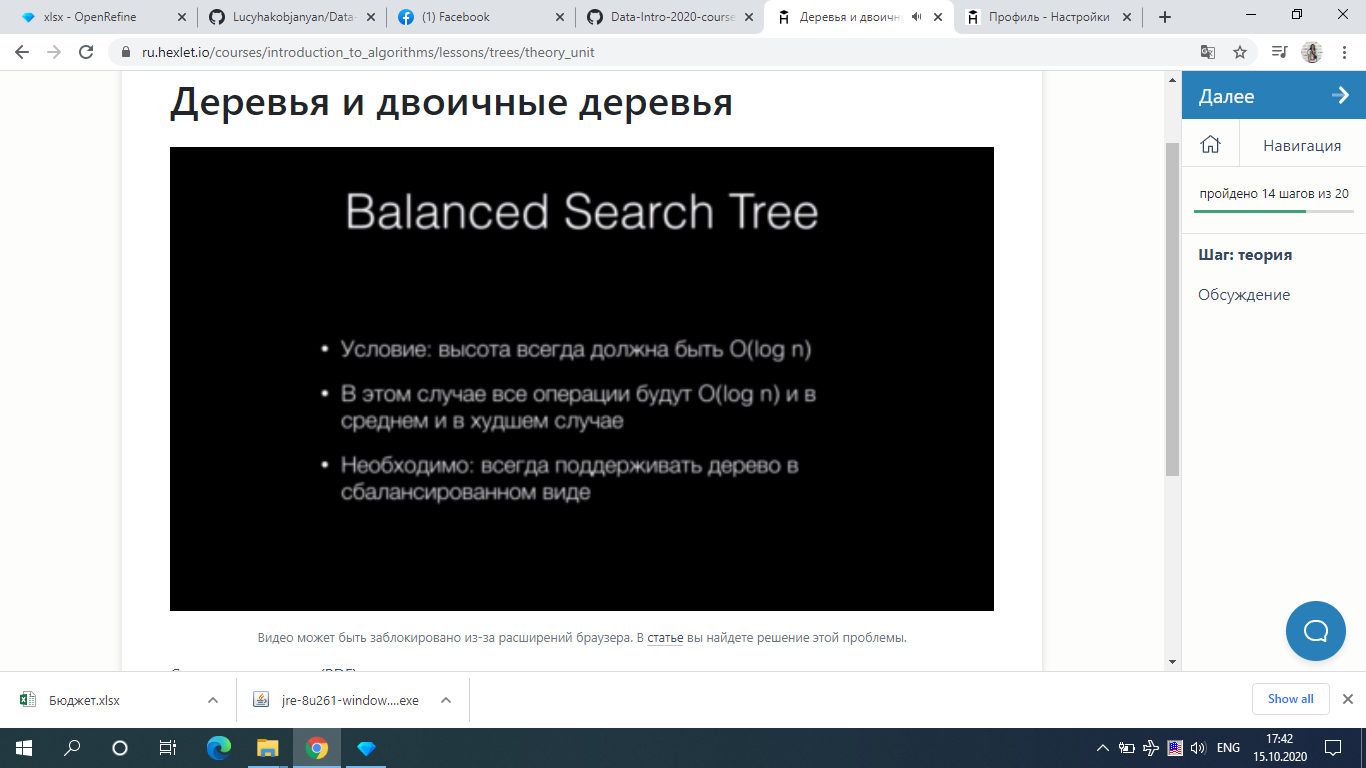 xlsx - OpenRefine
Lucyhakobjanyan/Data-
(1) Facebook
Data-Intro-2020-course
Деревья и двоичн
Профиль - Настройки
ru.hexlet.io/courses/introduction_to_algorithms/lessons/trees/theory_unit
Деревья и двоичные деревья
Balanced Search Tree
• Условие: высота всегда должна быть O(log n)
• В этом случае все операции будут O(log n) и в
среднем и в худшем случае
• Необходимо: всегда поддерживать дерево в
сбалансированном виде
Видео может быть заблокировано из-за расширений браузера. В статье вы найдете решение этой проблемы.
Далее
Навигация
пройдено 14 шагов из 20
Шаг: теория
Обсуждение
Бюджет.xlsx
jre-8u261-window....exe
Show all
ENG
17:42
15.10.2020